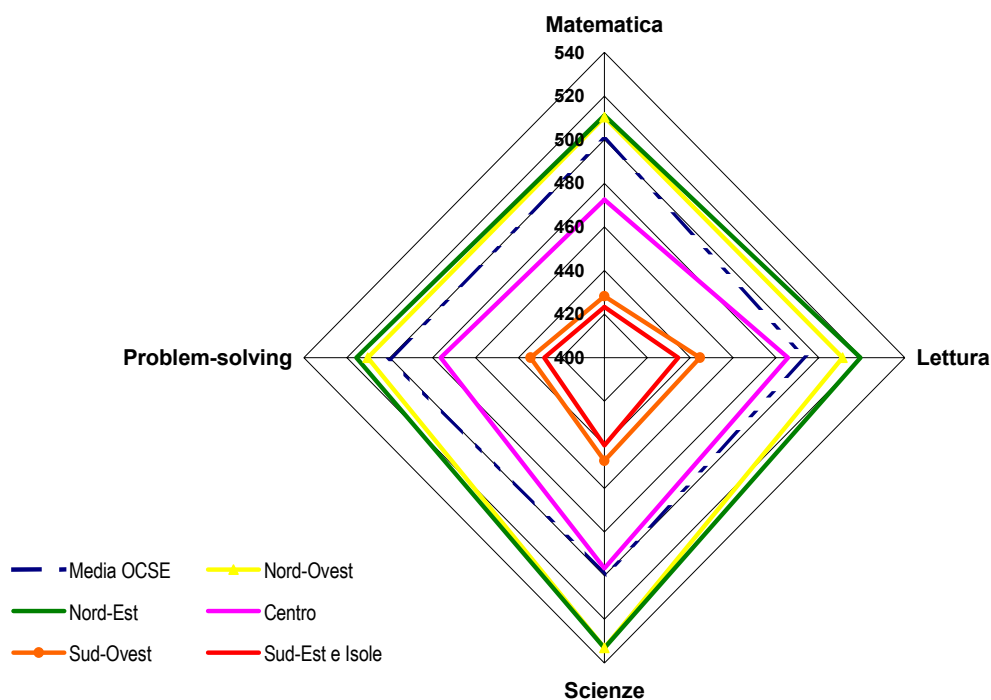 Matematica
540
520
500
480
460
440
420
400
Problem-solving
Lettura
Media OCSE
Nord-Ovest
Nord-Est
Centro
Sud-Ovest
Sud-Est e Isole
Scienze